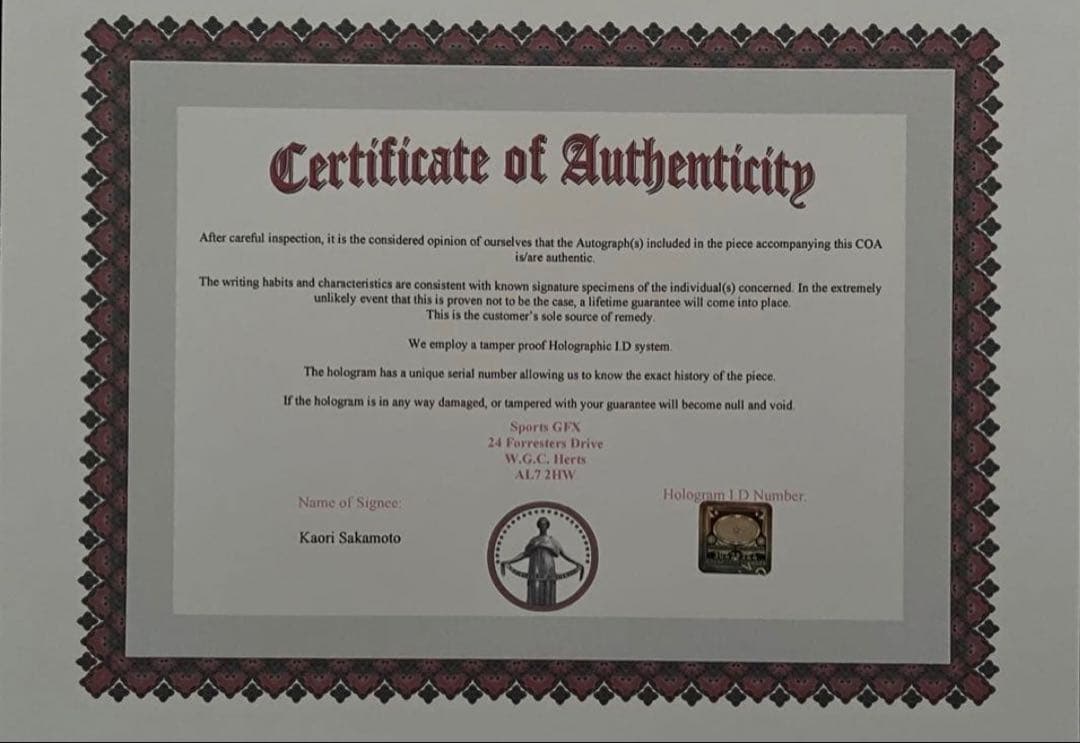 Certificate of Authenticity
After careful inspection, it is the considered opinion of ourselves that the Autograph(s) included in the piece accompanying this COA
is/are authentic.
The writing habits and characteristics are consistent with known signature specimens of the individual(s) concerned. In the extremely
unlikely event that this is proven not to be the case, a lifetime guarantee will come into place.
This is the customer's sole source of remedy.
We employ a tamper proof Holographic I.D system.
The hologram has a unique serial number allowing us to know the exact history of the piece.
If the hologram is in any way damaged, or tampered with your guarantee will become null and void.
Sports GFX
24 Forresters Drive
W.G.C. Herts
AL7 2HW
Name of Signee:
Hologram I.D Number.
Kaori Sakamoto